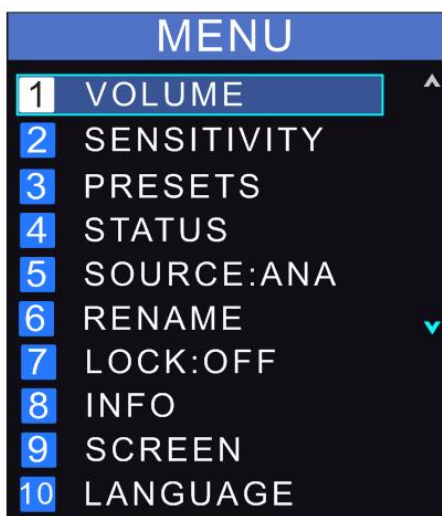 MENU
1 VOLUME
2 SENSITIVITY
3 PRESETS
4 STATUS
5 SOURCE:ANA
6 RENAME
7 LOCK:OFF
8 INFO
9 SCREEN
10 LANGUAGE